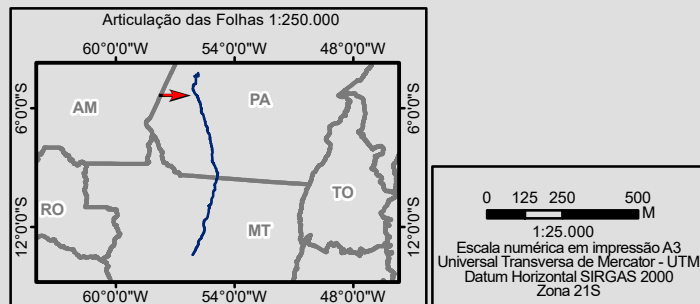 Articulação das Folhas 1:250.000
60°0'0"W 54°0'0"W 48°0'0"W
6°0'0"S
AM
PA
6°0'0"S
RO
TO
12°0'0"S
MT
12°0'0"S
60°0'0"W 54°0'0"W 48°0'0"W
0 125 250 500
M
1:25.000
Escala numérica em impressão A3
Universal Transversa de Mercator - UTM
Datum Horizontal SIRGAS 2000
Zona 21S